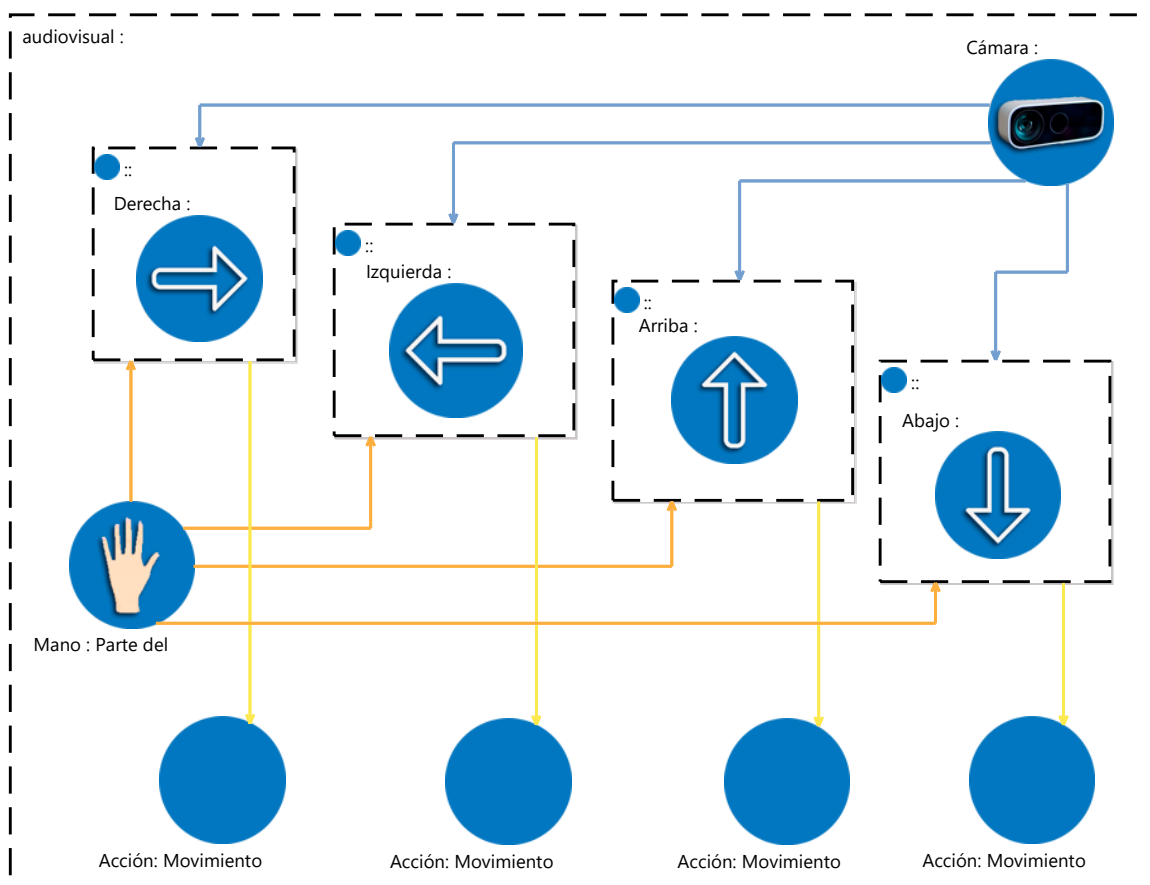 audiovisual :
Cámara :
::
Derecha :
::
Izquierda :
::
Arriba :
::
Abajo :
Mano : Parte del
Acción: Movimiento
Acción: Movimiento
Acción: Movimiento
Acción: Movimiento